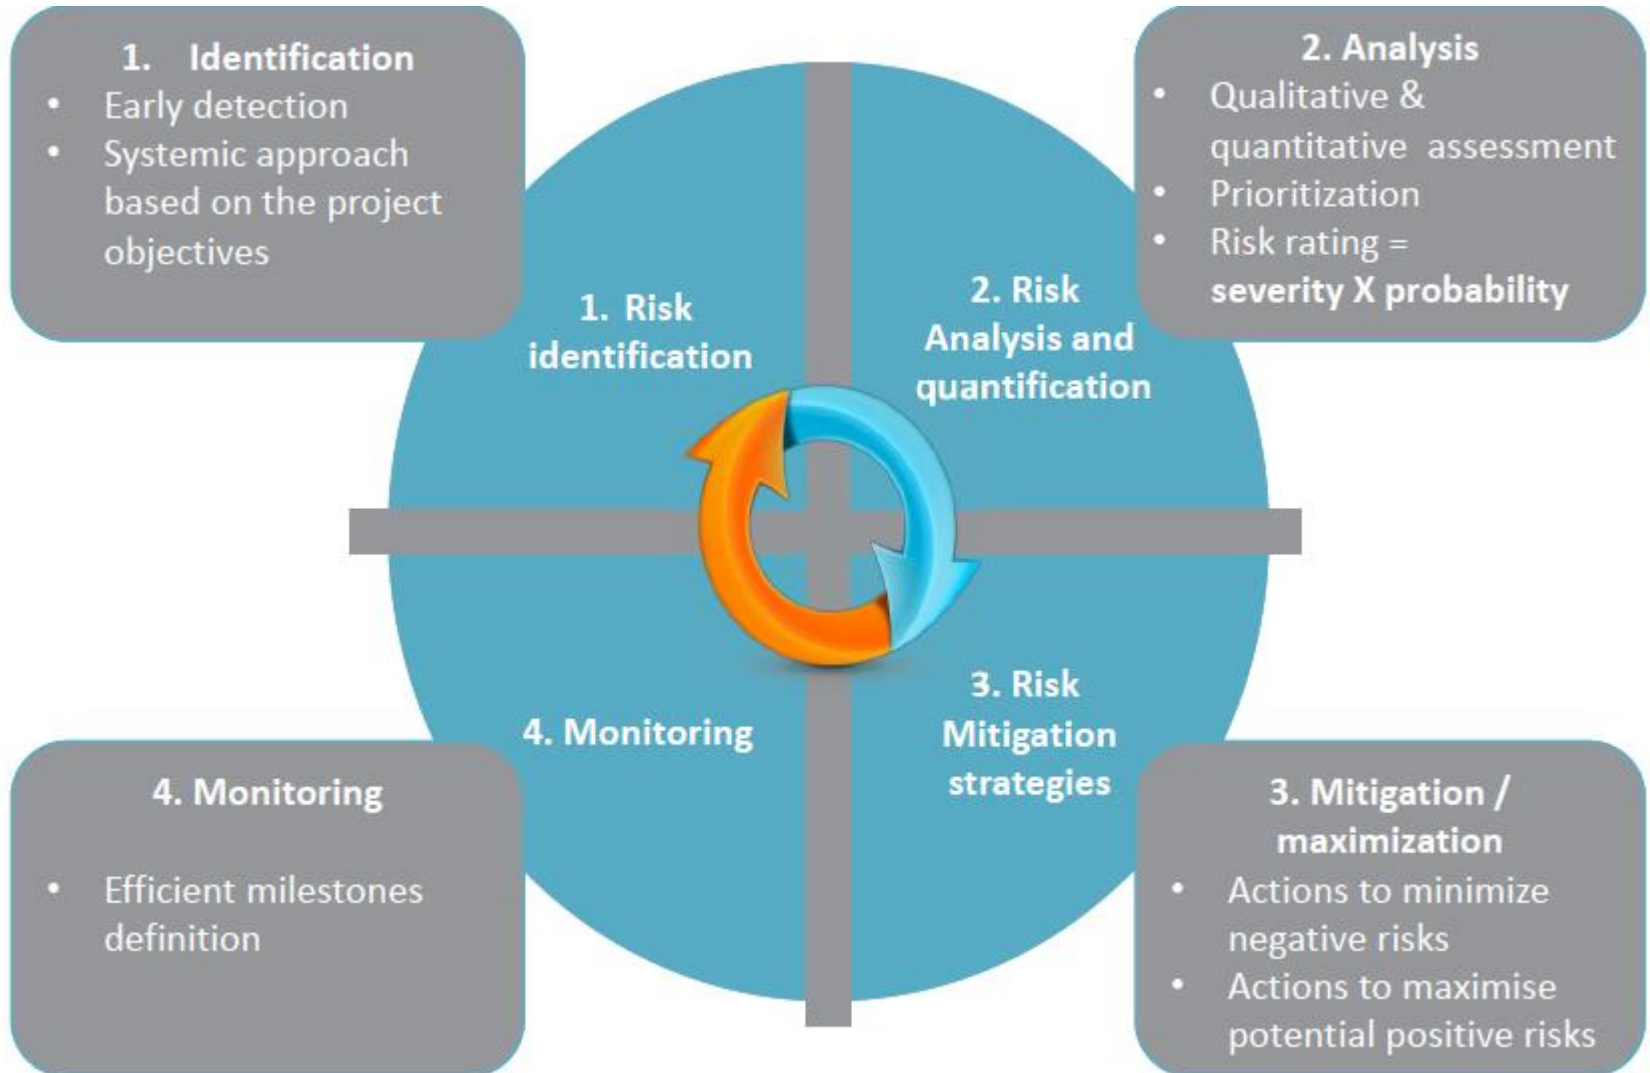 1. Identification
• Early detection
• Systemic approach
based on the project
objectives
2. Analysis
• Qualitative &
quantitative assessment
• Prioritization
• Risk rating =
severity X probability
1. Risk
identification
2. Risk
Analysis and
quantification
3. Risk
Mitigation
strategies
4. Monitoring
4. Monitoring
• Efficient milestones
definition
3. Mitigation /
maximization
• Actions to minimize
negative risks
• Actions to maximise
potential positive risks